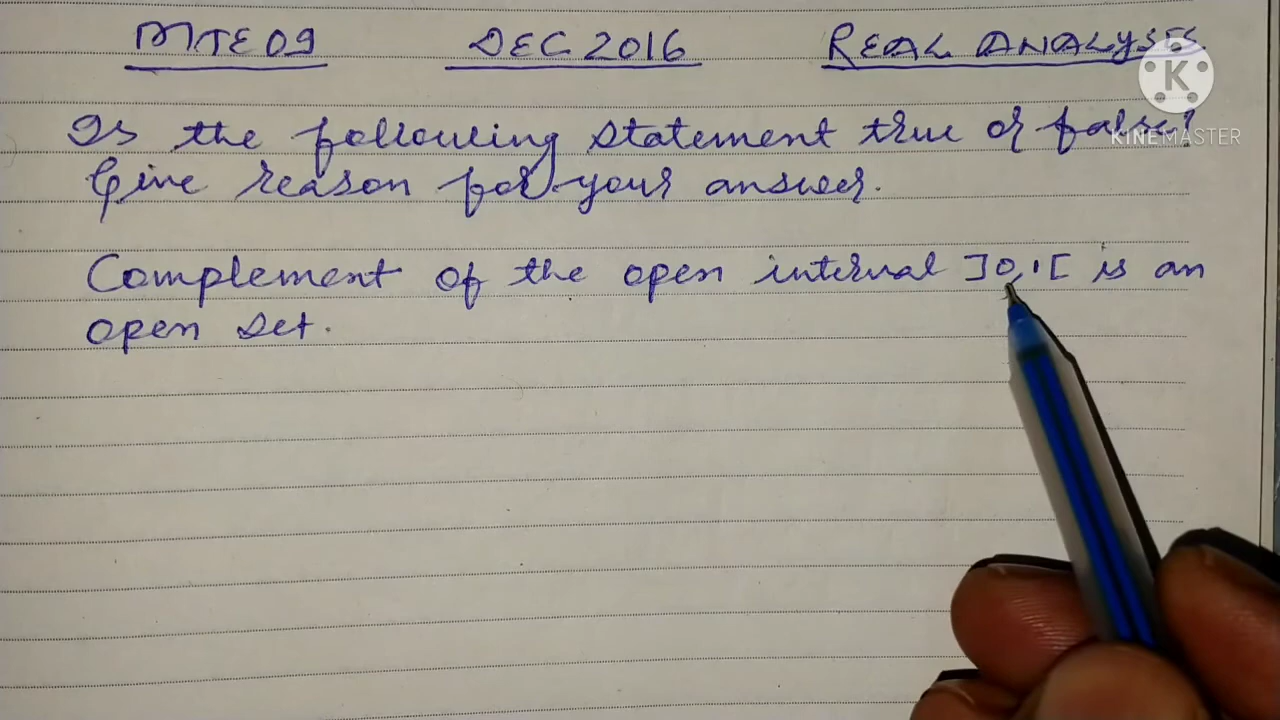 MTE09 DEC 2016 REAL ANALYSIS
KINEMASTER
Is the following statement true or false?
Give reason for your answer.
Complement of the open interval ]0,1[ is an
open set.